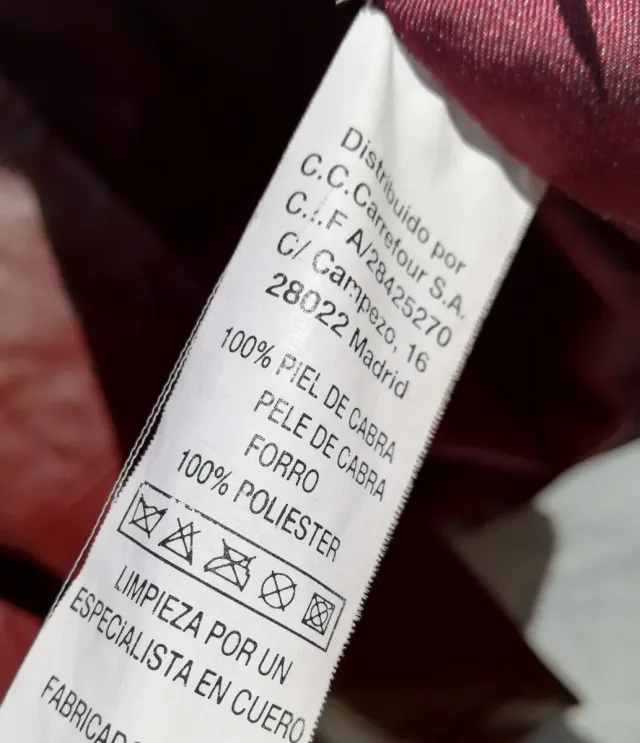 Distribuido por
C.C.Carrefour S.A.
C.I.F A/28425270
C/ Campezo, 16
28022 Madrid
100% PIEL DE CABRA
PELE DE CABRA
FORRO
100% POLIESTER
LIMPIEZA POR UN
ESPECIALISTA EN CUERO
FABRICADO